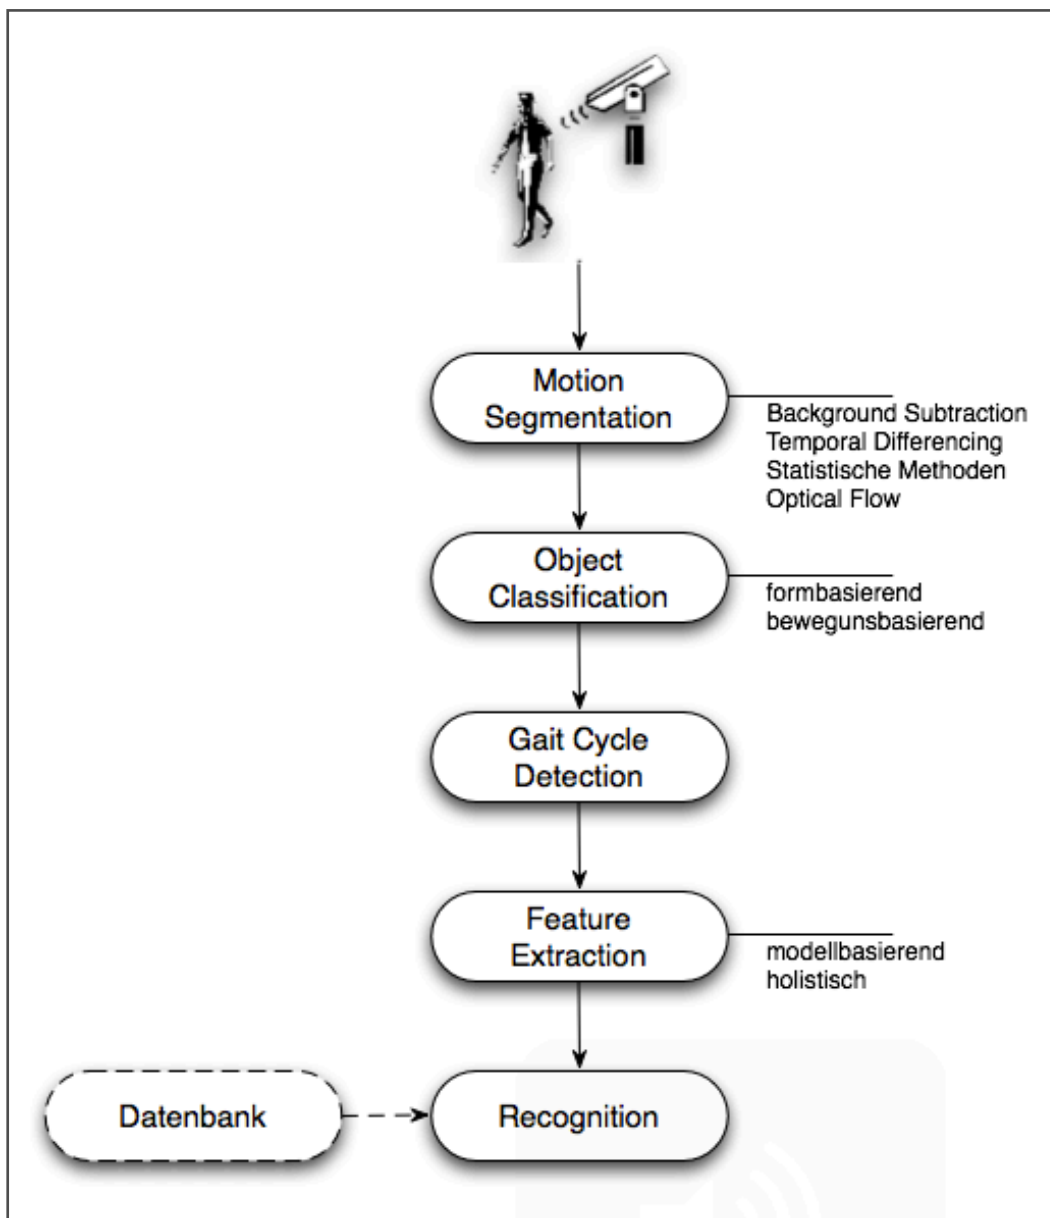 Motion
Segmentation
Background Subtraction
Temporal Differencing
Statistische Methoden
Optical Flow
Object
Classification
formbasierend
bewegunsbasierend
Gait Cycle
Detection
Feature
Extraction
modellbasierend
holistisch
Datenbank
Recognition